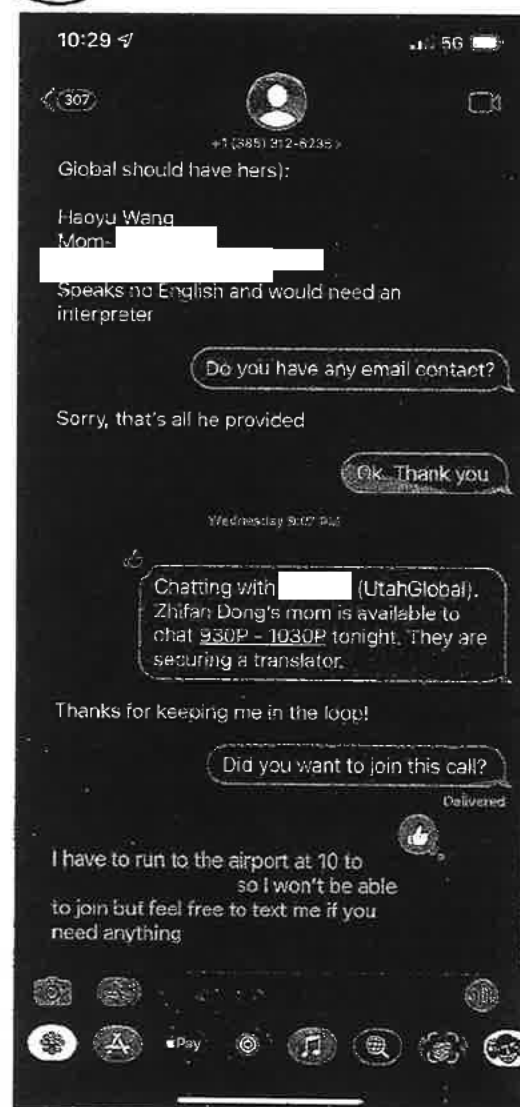 10:29
5G
307
+1 (385) 312-6235 >
Global should have hers):
Haoyu Wang
Mom-
Speaks no English and would need an
interpreter
Do you have any email contact?
Sorry, that's all he provided
Ok. Thank you
Wednesday 9:07 PM
Chatting with (UtahGlobal).
Zhifan Dong's mom is available to
chat 930P - 1030P tonight. They are
securing a translator.
Thanks for keeping me in the loop!
Did you want to join this call?
Delivered
I have to run to the airport at 10 to
so I won't be able
to join but feel free to text me if you
need anything
Pay